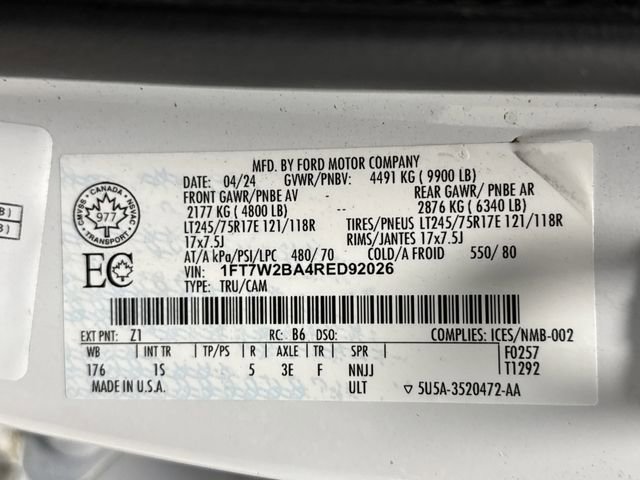 MFD. BY FORD MOTOR COMPANY
DATE: 04/24 GVWR/PNBV: 4491 KG ( 9900 LB)
FRONT GAWR/PNBE AV -- REAR GAWR/ PNBE AR
2177 KG ( 4800 LB) -- 2876 KG ( 6340 LB)
LT245/75R17E 121/118R TIRES/PNEUS LT245/75R17E 121/118R
17x7.5J RIMS/JANTES 17x7.5J
AT/A kPa/PSI/LPC 480/ 70 COLD/A FROID 550/ 80
VIN: 1FT7W2BA4RED92026
TYPE: TRU/CAM
CMVSS - CANADA - NSVAC
977
TRANSPORT
EC
EXT PNT: Z1 RC: B6 DSO: COMPLIES: ICES/NMB-002
WB INT TR TP/PS R AXLE TR SPR F0257
176 1S 5 3E F NNJJ T1292
MADE IN U.S.A. ULT ▽ 5U5A-3520472-AA
B)